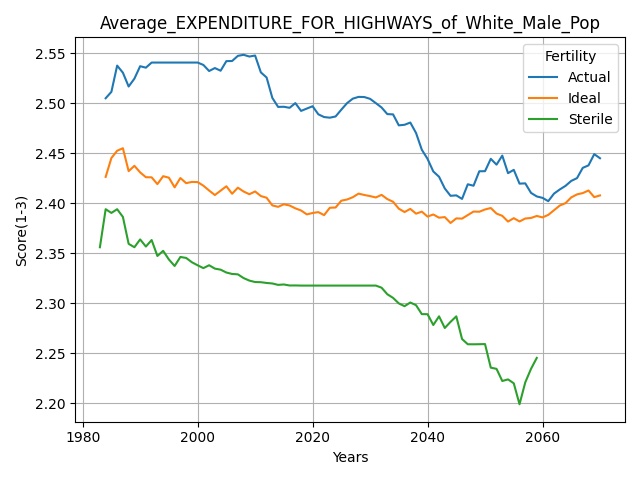 Average_EXPENDITURE_FOR_HIGHWAYS_of_White_Male_Pop
Fertility
Actual
Ideal
Sterile
Score(1-3)
2.55
2.50
2.45
2.40
2.35
2.30
2.25
2.20
1980 2000 2020 2040 2060
Years